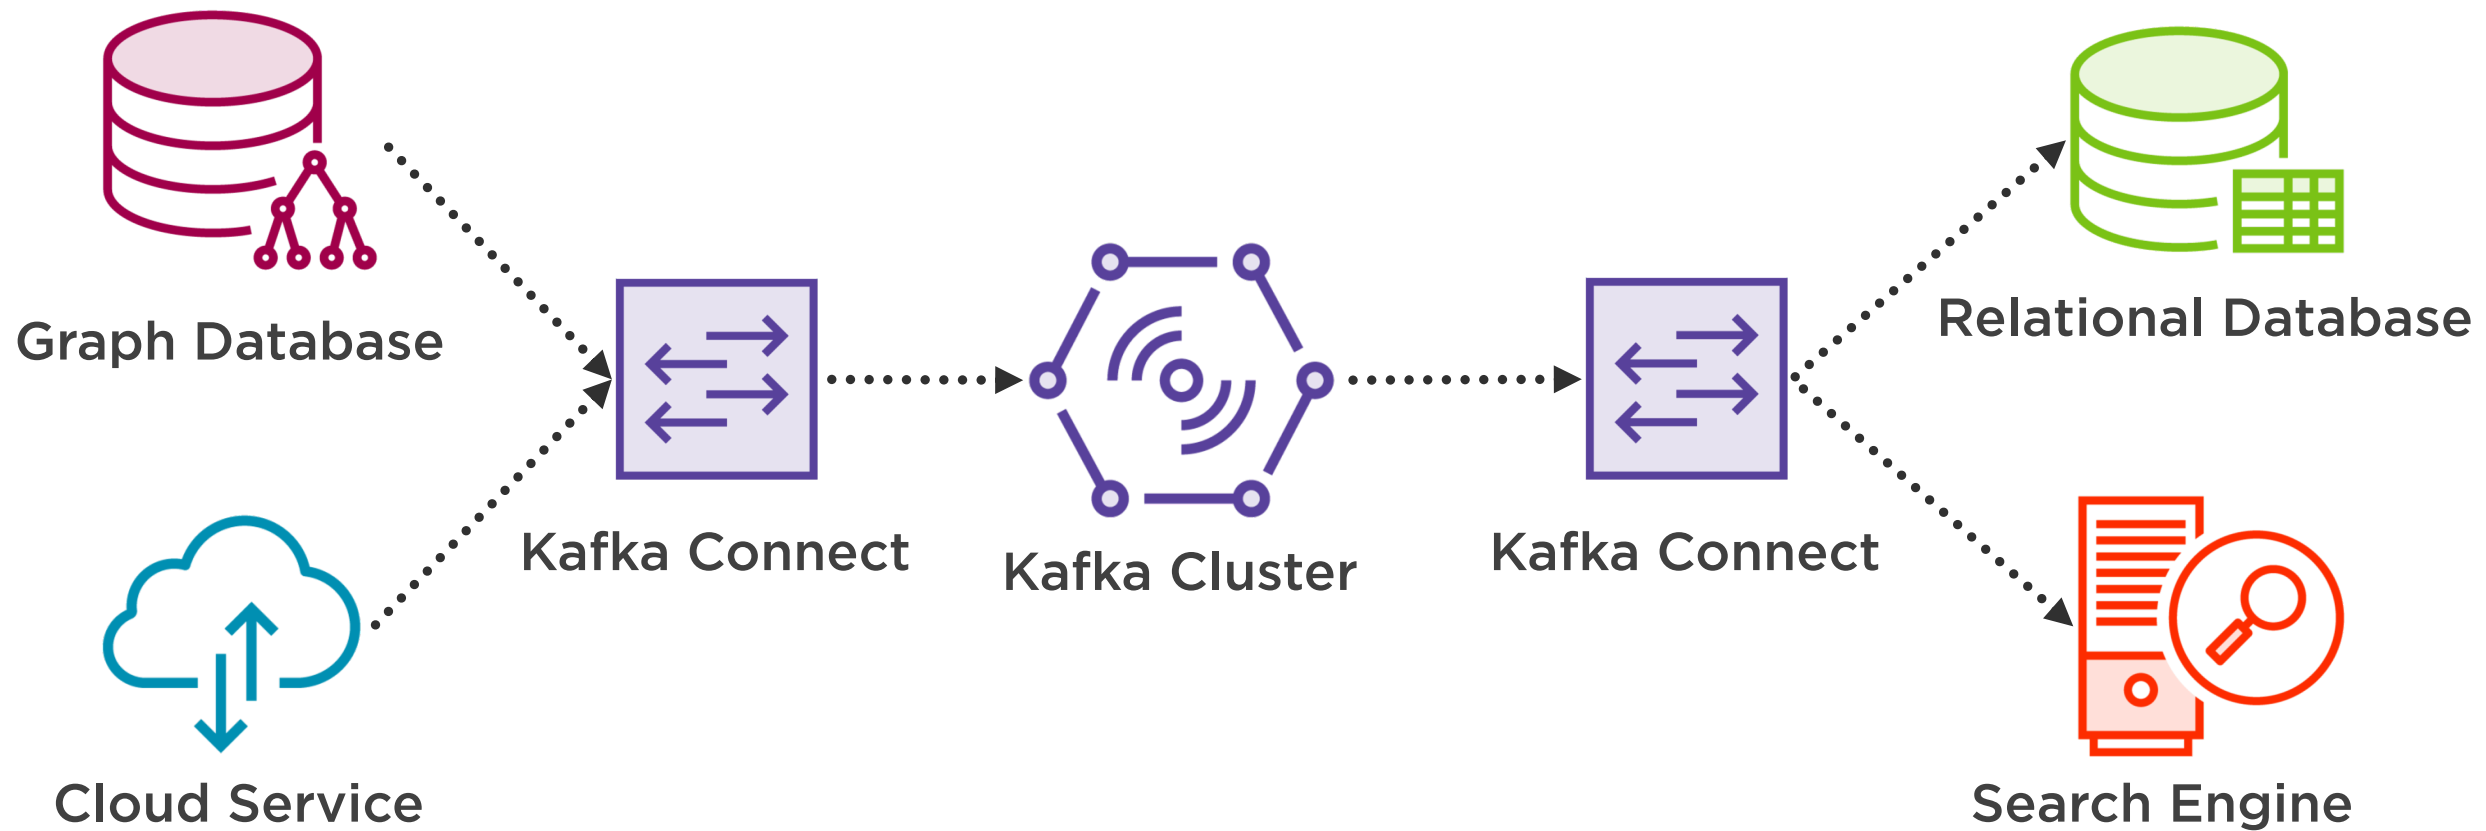 Graph Database
Relational Database
Kafka Connect
Kafka Cluster
Kafka Connect
Cloud Service
Search Engine